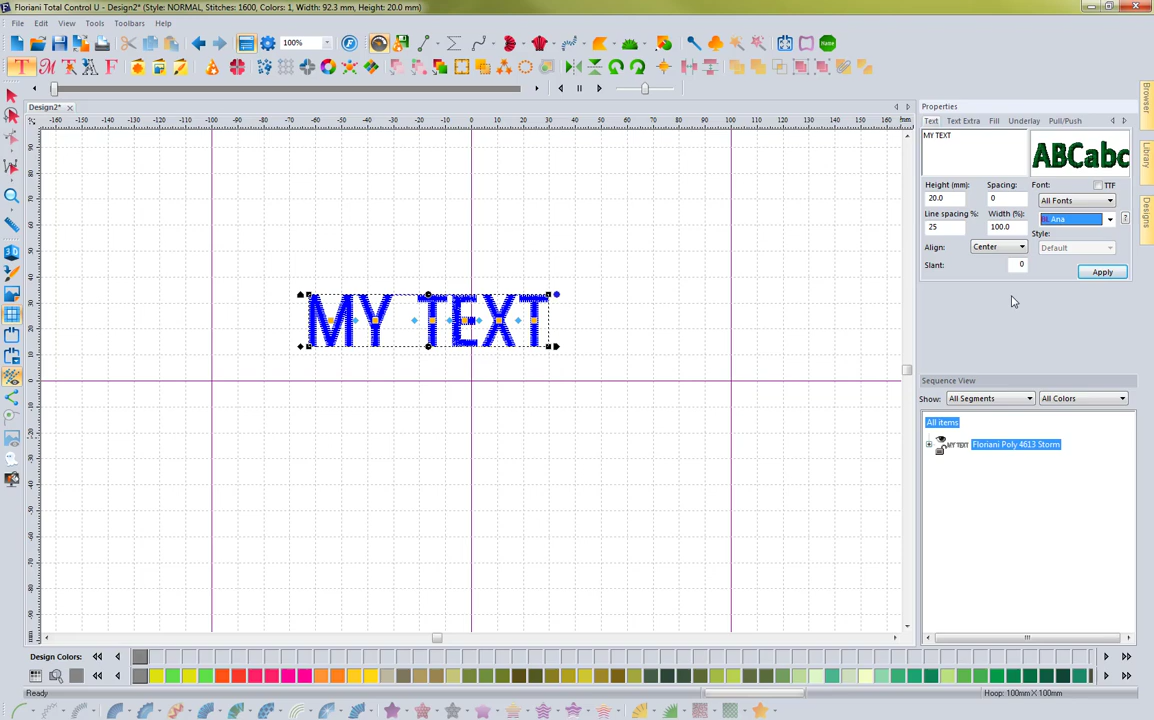 Floriani Total Control U - Design2* (Style: NORMAL, Stitches: 1600, Colors: 1, Width: 92.3 mm, Height: 20.0 mm)
File Edit View Tools Toolbars Help
100%
Design2*
Properties
Text Text Extra Fill Underlay Pull/Push
MY TEXT
ABCabc
Height (mm): Spacing: Font: TTF
20.0 0 All Fonts
Line spacing %: Width (%):
25 100.0 Ana
Style:
Align: Center Default
Slant: 0
Apply
MY TEXT
Sequence View
Show: All Segments All Colors
All items
MY TEXT Floriani Poly 4613 Storm
Design Colors:
Ready
Hoop: 100mm×100mm
Browser
Library
Designs